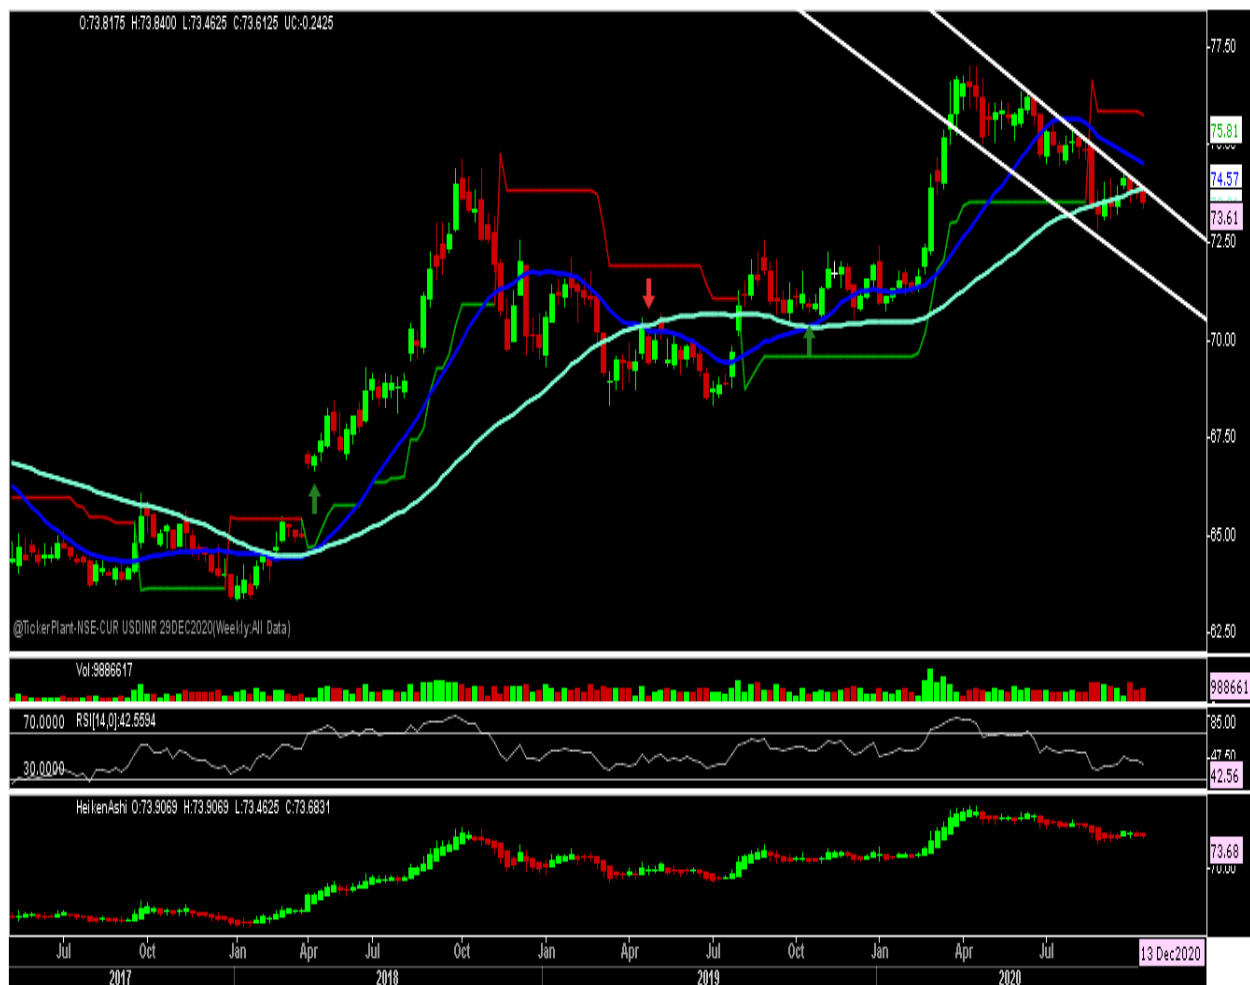 O:73.8175 H:73.8400 L:73.4625 C:73.6125 UC:-0.2425
77.50
75.81
74.57
73.61
72.50
70.00
67.50
65.00
62.50
@TickerPlant-NSE-CUR USDINR 29DEC2020(Weekly:All Data)
Vol:9886617
988661
70.0000 RSI[14,0]:42.5594
85.00
47.50
30.0000
42.56
HeikenAshi O:73.9069 H:73.9069 L:73.4625 C:73.6831
73.68
70.00
Jul Oct Jan Apr Jul Oct Jan Apr Jul Oct Jan Apr Jul 13 Dec2020
2017 2018 2019 2020